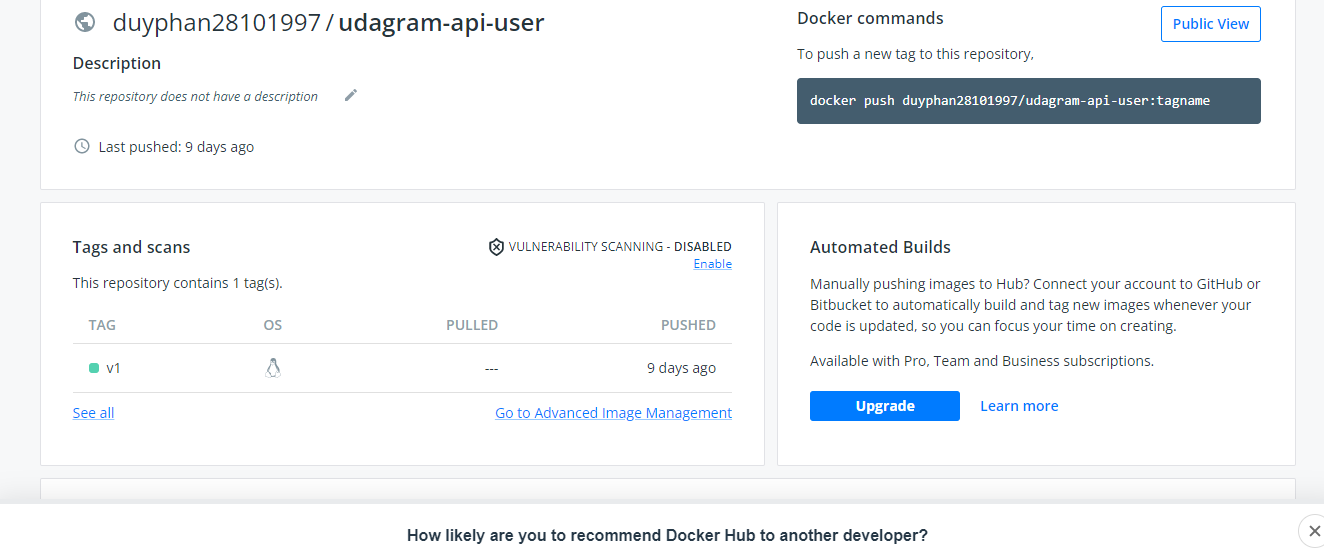 duyphan28101997 / udagram-api-user
Description
This repository does not have a description
Last pushed: 9 days ago
Docker commands
Public View
To push a new tag to this repository,
docker push duyphan28101997/udagram-api-user:tagname
Tags and scans
VULNERABILITY SCANNING - DISABLED
Enable
This repository contains 1 tag(s).
TAG OS PULLED PUSHED
v1 --- 9 days ago
See all
Go to Advanced Image Management
Automated Builds
Manually pushing images to Hub? Connect your account to GitHub or
Bitbucket to automatically build and tag new images whenever your
code is updated, so you can focus your time on creating.
Available with Pro, Team and Business subscriptions.
Upgrade
Learn more
How likely are you to recommend Docker Hub to another developer?